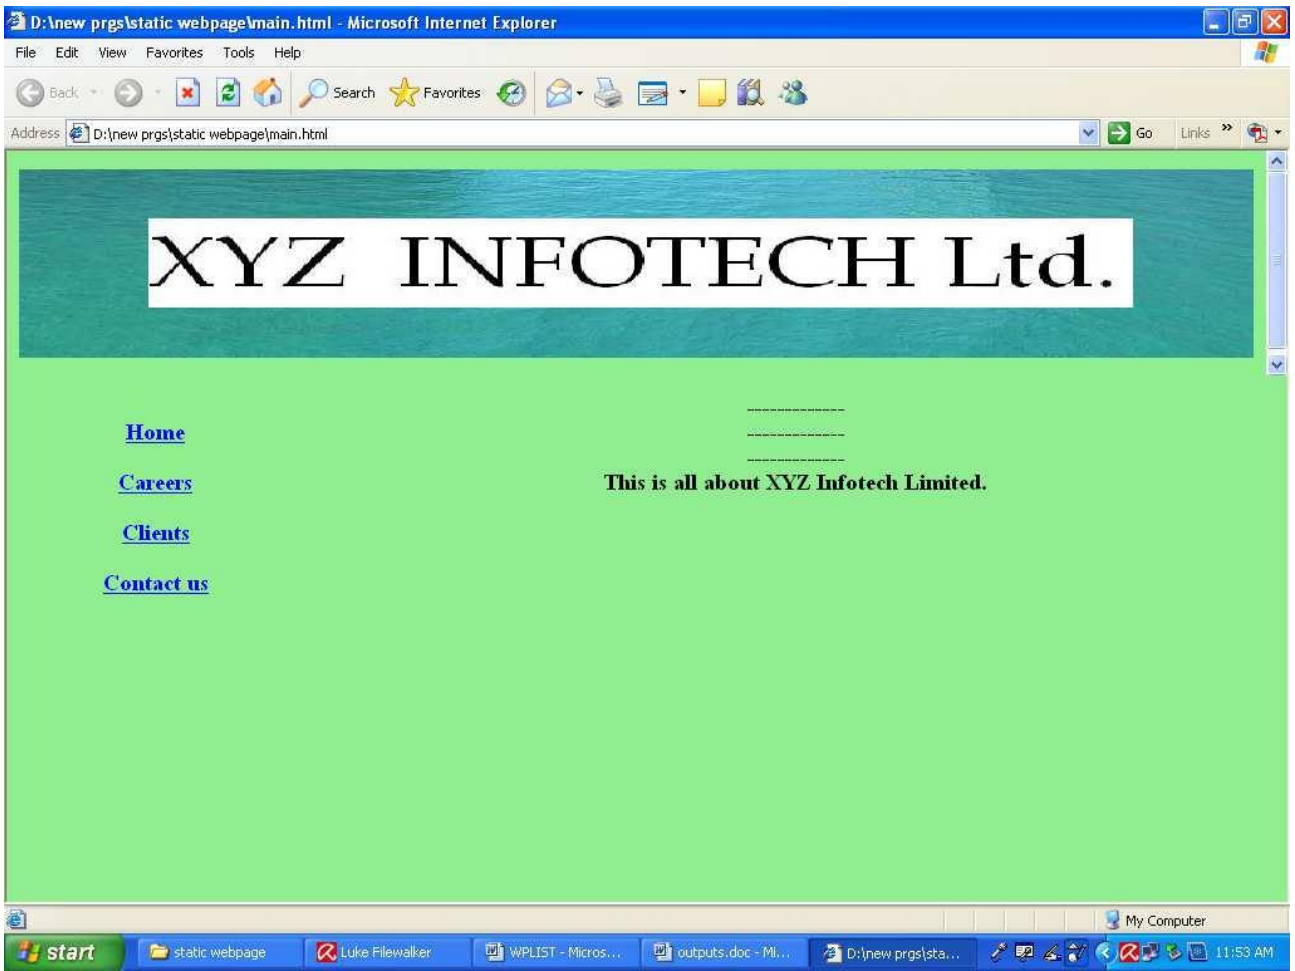 D:\new prgs\static webpage\main.html - Microsoft Internet Explorer
File Edit View Favorites Tools Help
Back Search Favorites
Address D:\new prgs\static webpage\main.html Go Links »
XYZ INFOTECH Ltd.
-------------
Home -------------
-------------
Careers This is all about XYZ Infotech Limited.
Clients
Contact us
My Computer
start static webpage Luke Filewalker WPLIST - Micros... outputs.doc - Mi... D:\new prgs\sta... 11:53 AM